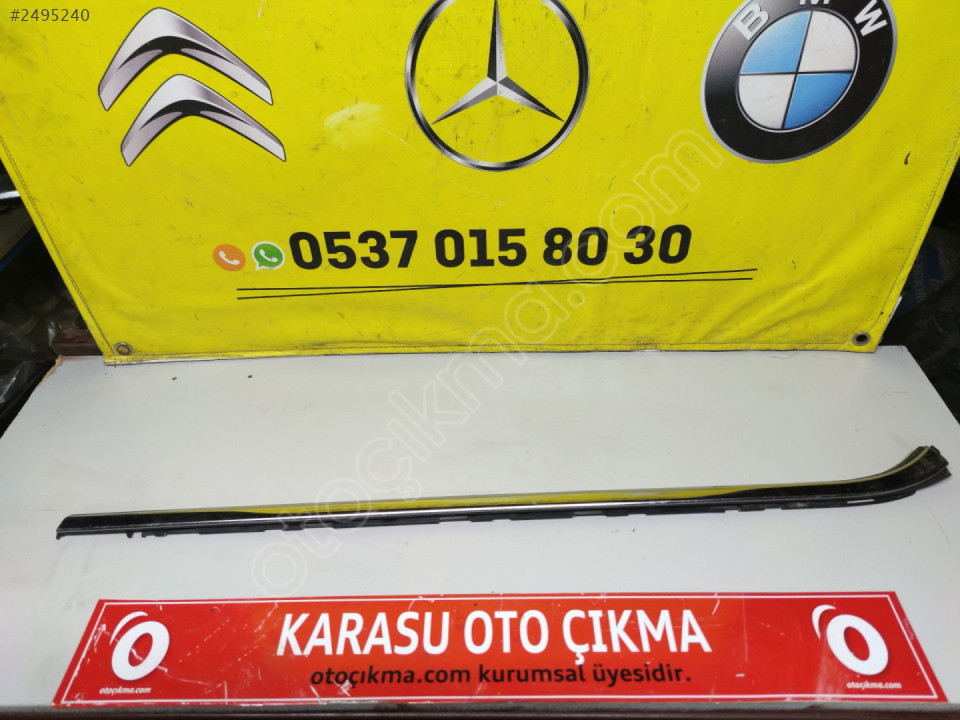 #2495240
BMW
0537 015 80 30
otoçıkma.com
KARASU OTO ÇIKMA
otoçıkma.com kurumsal üyesidir.
otoçıkma.com
otoçıkma.com